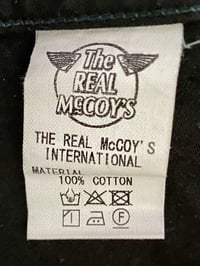 The
REAL
McCOY'S
THE REAL McCOY'S
INTERNATIONAL
MATERIAL
100% COTTON
F